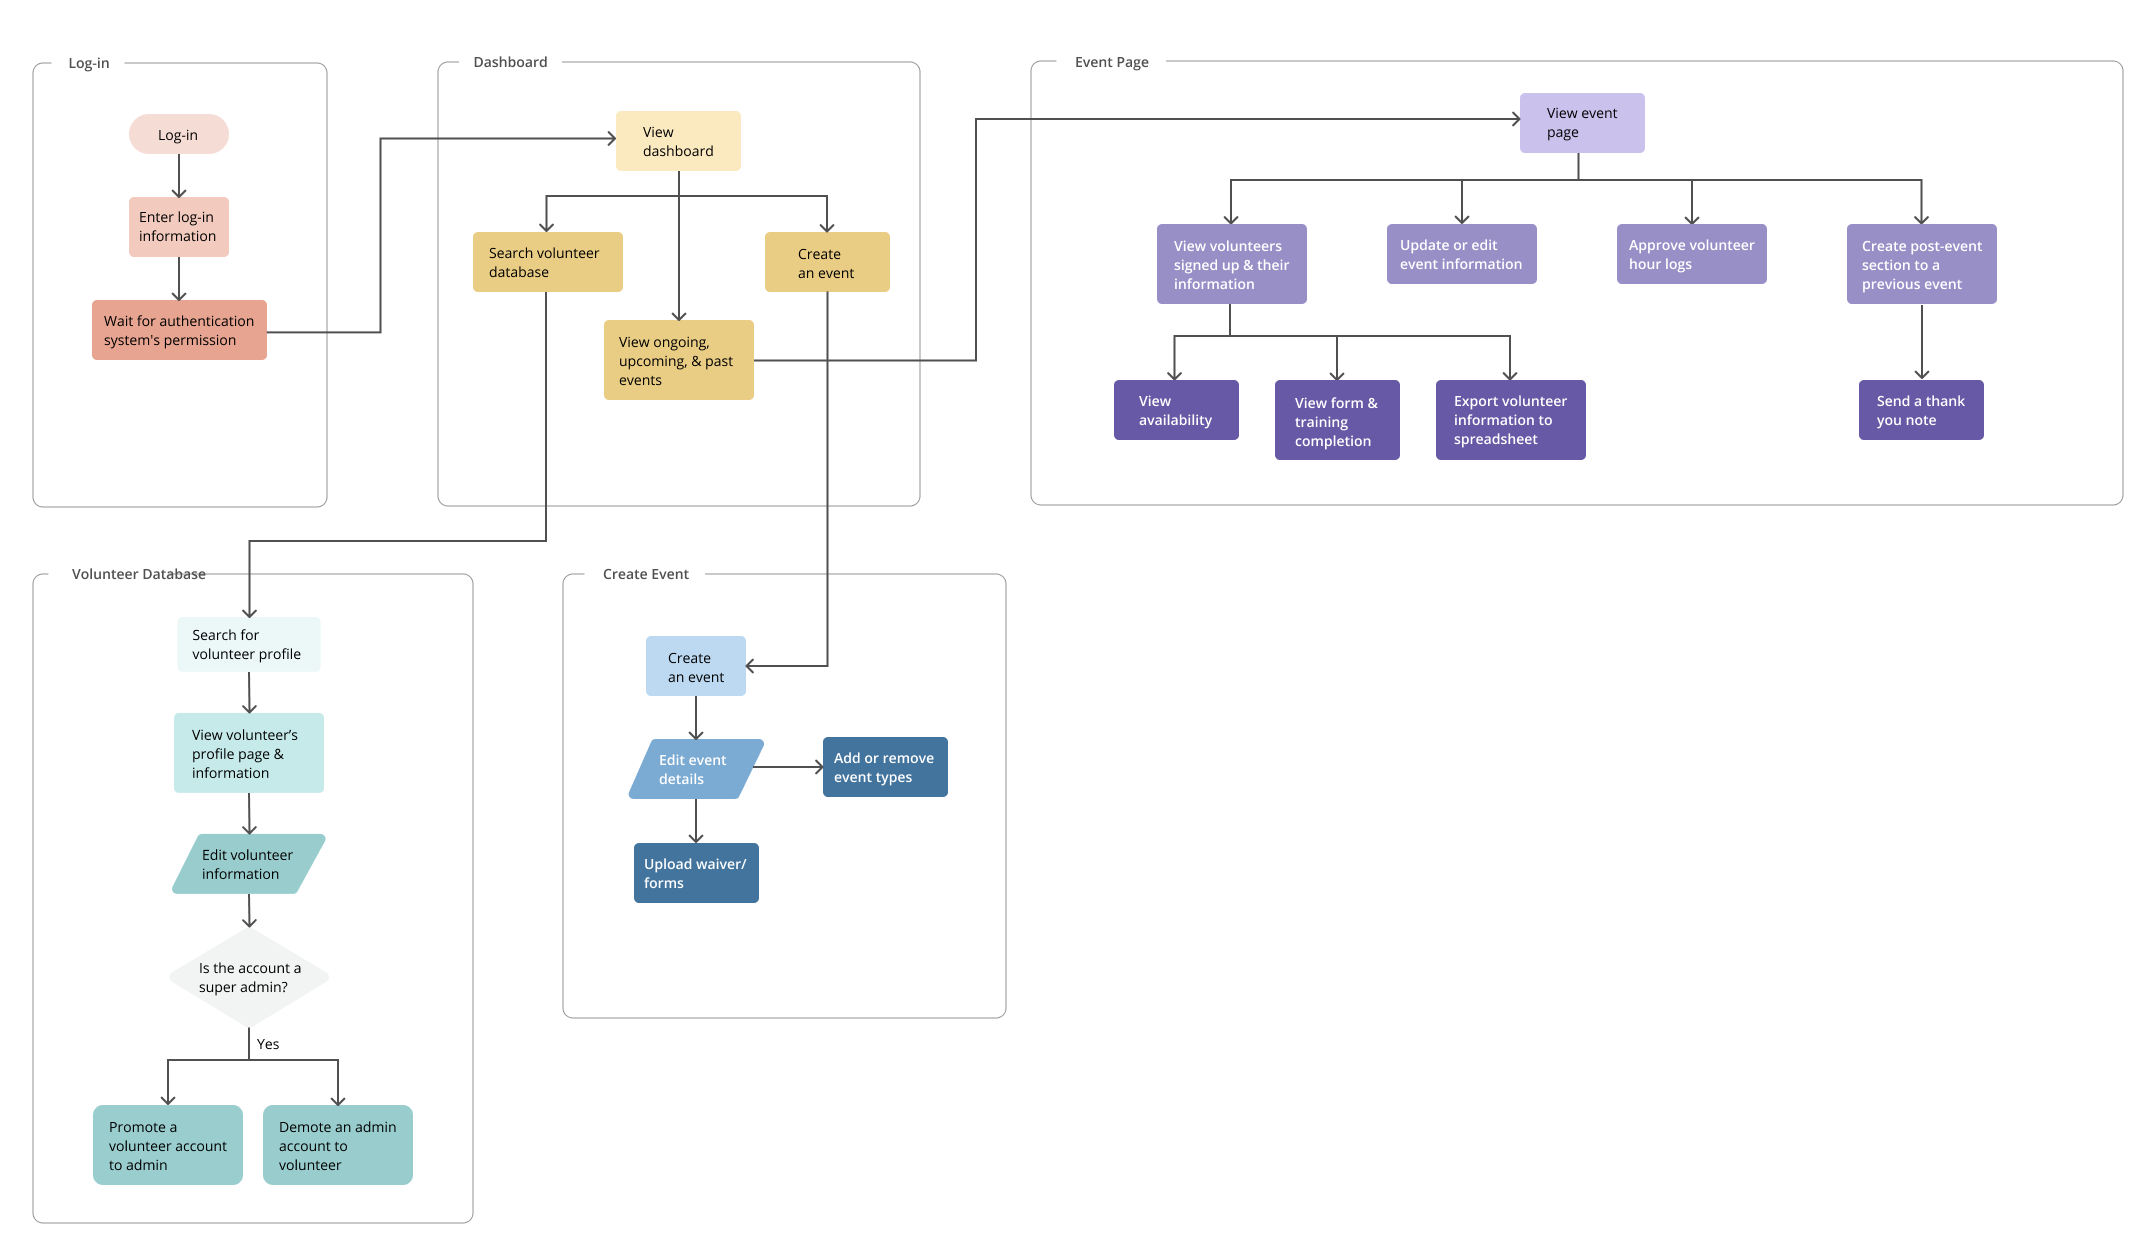 Log-in
Log-in
Enter log-in
information
Wait for authentication
system's permission
Dashboard
View
dashboard
Search volunteer
database
Create
an event
View ongoing,
upcoming, & past
events
Event Page
View event
page
View volunteers
signed up & their
information
Update or edit
event information
Approve volunteer
hour logs
Create post-event
section to a
previous event
View
availability
View form &
training
completion
Export volunteer
information to
spreadsheet
Send a thank
you note
Volunteer Database
Search for
volunteer profile
View volunteer’s
profile page &
information
Edit volunteer
information
Is the account a
super admin?
Yes
Promote a
volunteer account
to admin
Demote an admin
account to
volunteer
Create Event
Create
an event
Edit event
details
Add or remove
event types
Upload waiver/
forms